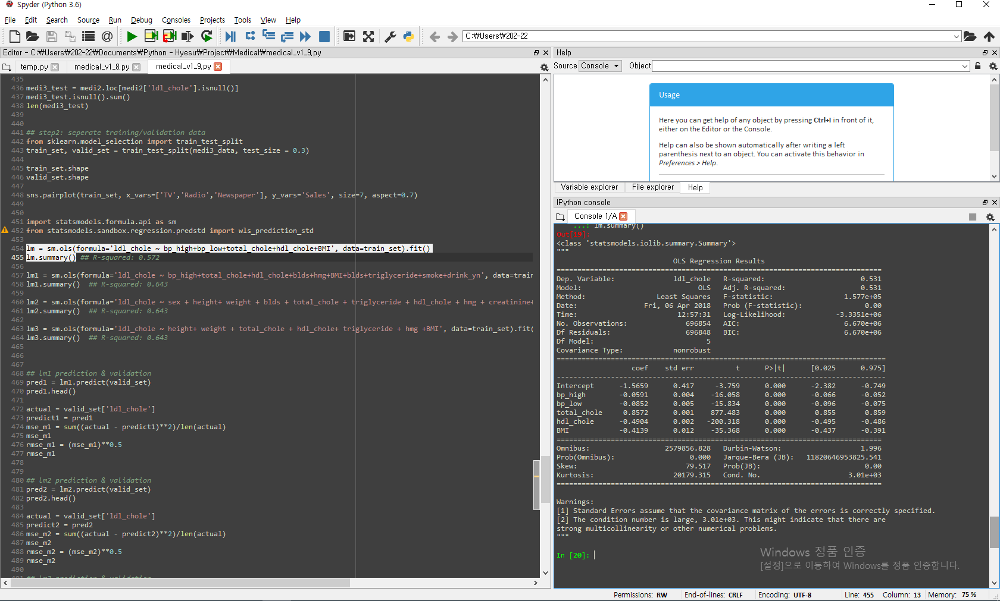 Spyder (Python 3.6)
File Edit Search Source Run Debug Consoles Projects Tools View Help
C:₩Users₩202-22
Editor - C:₩Users₩202-22₩Documents₩Python - Hyesu₩Project₩Medical₩medical_v1_9.py
temp.py medical_v1_8.py medical_v1_9.py
435
436 medi3_test = medi2.loc[medi2['ldl_chole'].isnull()]
437 medi3_test.isnull().sum()
438 len(medi3_test)
439
440
441 ## step2: seperate training/validation data
442 from sklearn.model_selection import train_test_split
443 train_set, valid_set = train_test_split(medi3_data, test_size = 0.3)
444
445 train_set.shape
446 valid_set.shape
447
448 sns.pairplot(train_set, x_vars=['TV','Radio','Newspaper'], y_vars='Sales', size=7, aspect=0.7)
449
450
451 import statsmodels.formula.api as sm
452 from statsmodels.sandbox.regression.predstd import wls_prediction_std
453
454 lm = sm.ols(formula='ldl_chole ~ bp_high+bp_low+total_chole+hdl_chole+BMI', data=train_set).fit()
455 lm.summary() ## R-squared: 0.572
456
457 lm1 = sm.ols(formula='ldl_chole ~ bp_high+total_chole+hdl_chole+blds+hmg+BMI+blds+triglyceride+smoke+drink_yn', data=train
458 lm1.summary() ## R-squared: 0.643
459
460 lm2 = sm.ols(formula='ldl_chole ~ sex + height+ weight + blds + total_chole + triglyceride + hdl_chole + hmg + creatinine+
461 lm2.summary() ## R-squared: 0.643
462
463 lm3 = sm.ols(formula='ldl_chole ~ height+ weight + total_chole + hdl_chole+ triglyceride + hmg +BMI', data=train_set).fit(
464 lm3.summary() ## R-squared: 0.643
465
466
467
468 ## lm1 prediction & validation
469 pred1 = lm1.predict(valid_set)
470 pred1.head()
471
472 actual = valid_set['ldl_chole']
473 predict1 = pred1
474 mse_m1 = sum((actual - predict1)**2)/len(actual)
475 mse_m1
476 rmse_m1 = (mse_m1)**0.5
477 rmse_m1
478
479
480 ## lm2 prediction & validation
481 pred2 = lm2.predict(valid_set)
482 pred2.head()
483
484 actual = valid_set['ldl_chole']
485 predict2 = pred2
486 mse_m2 = sum((actual - predict2)**2)/len(actual)
487 mse_m2
488 rmse_m2 = (mse_m2)**0.5
489 rmse_m2
490
491 ## lm3 prediction & validation
Help
Source Console Object
Usage
Here you can get help of any object by pressing Ctrl+I in front of it,
either on the Editor or the Console.
Help can also be shown automatically after writing a left
parenthesis next to an object. You can activate this behavior in
Preferences > Help.
Variable explorer File explorer Help
IPython console
Console 1/A
...: lm.summary()
Out[19]:
<class 'statsmodels.iolib.summary.Summary'>
"""
OLS Regression Results
==============================================================================
Dep. Variable: ldl_chole R-squared: 0.531
Model: OLS Adj. R-squared: 0.531
Method: Least Squares F-statistic: 1.577e+05
Date: Fri, 06 Apr 2018 Prob (F-statistic): 0.00
Time: 12:57:31 Log-Likelihood: -3.3351e+06
No. Observations: 696854 AIC: 6.670e+06
Df Residuals: 696848 BIC: 6.670e+06
Df Model: 5
Covariance Type: nonrobust
===============================================================================
coef std err t P>|t| [0.025 0.975]
-------------------------------------------------------------------------------
Intercept -1.5659 0.417 -3.759 0.000 -2.382 -0.749
bp_high -0.0591 0.004 -16.058 0.000 -0.066 -0.052
bp_low -0.0852 0.005 -15.834 0.000 -0.096 -0.075
total_chole 0.8572 0.001 877.483 0.000 0.855 0.859
hdl_chole -0.4904 0.002 -200.318 0.000 -0.495 -0.486
BMI -0.4139 0.012 -35.368 0.000 -0.437 -0.391
==============================================================================
Omnibus: 2579856.828 Durbin-Watson: 1.996
Prob(Omnibus): 0.000 Jarque-Bera (JB): 11820646953825.541
Skew: 79.517 Prob(JB): 0.00
Kurtosis: 20179.315 Cond. No. 3.01e+03
==============================================================================
Warnings:
[1] Standard Errors assume that the covariance matrix of the errors is correctly specified.
[2] The condition number is large, 3.01e+03. This might indicate that there are
strong multicollinearity or other numerical problems.
"""
In [20]:
Windows 정품 인증
[설정]으로 이동하여 Windows를 정품 인증합니다.
Permissions: RW End-of-lines: CRLF Encoding: UTF-8 Line: 455 Column: 13 Memory: 75 %